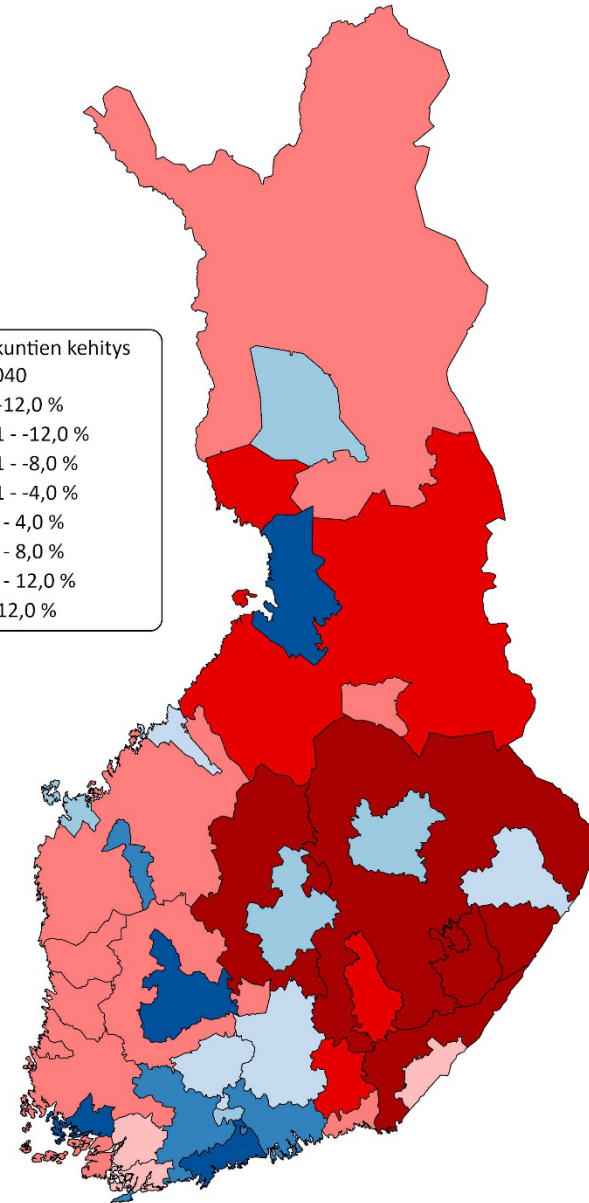 kuntien kehitys
040
-12,0 %
1 - -12,0 %
1 - -8,0 %
1 - -4,0 %
- 4,0 %
- 8,0 %
- 12,0 %
12,0 %